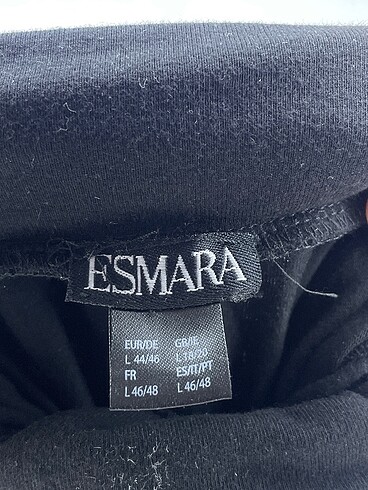 ESMARA
EUR/DE GB/IE
L 44/46 L 18/20
FR ES/IT/PT
L 46/48 L 46/48